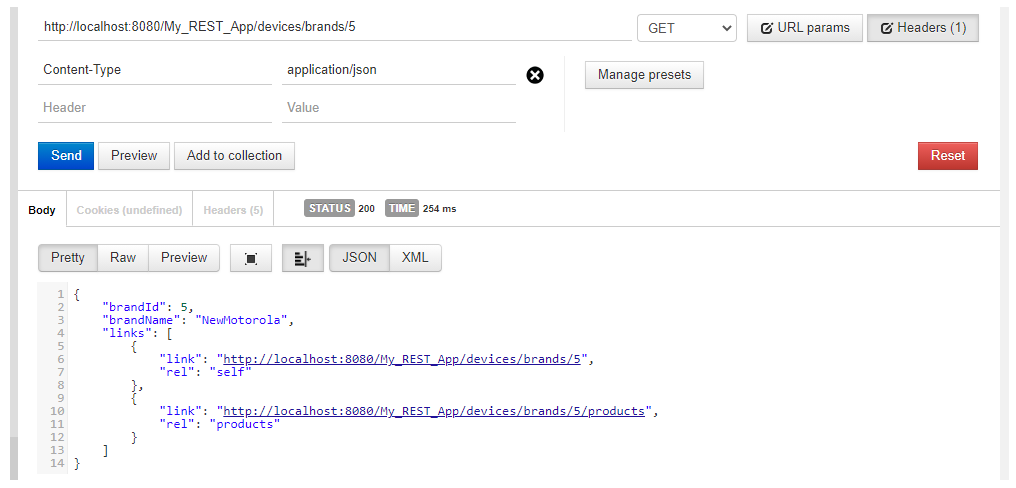 http://localhost:8080/My_REST_App/devices/brands/5 GET URL params Headers (1)
Content-Type application/json Manage presets
Header Value
Send Preview Add to collection Reset
Body Cookies (undefined) Headers (5) STATUS 200 TIME 254 ms
Pretty Raw Preview JSON XML
1 {
2 "brandId": 5,
3 "brandName": "NewMotorola",
4 "links": [
5 {
6 "link": "http://localhost:8080/My_REST_App/devices/brands/5",
7 "rel": "self"
8 },
9 {
10 "link": "http://localhost:8080/My_REST_App/devices/brands/5/products",
11 "rel": "products"
12 }
13 ]
14 }